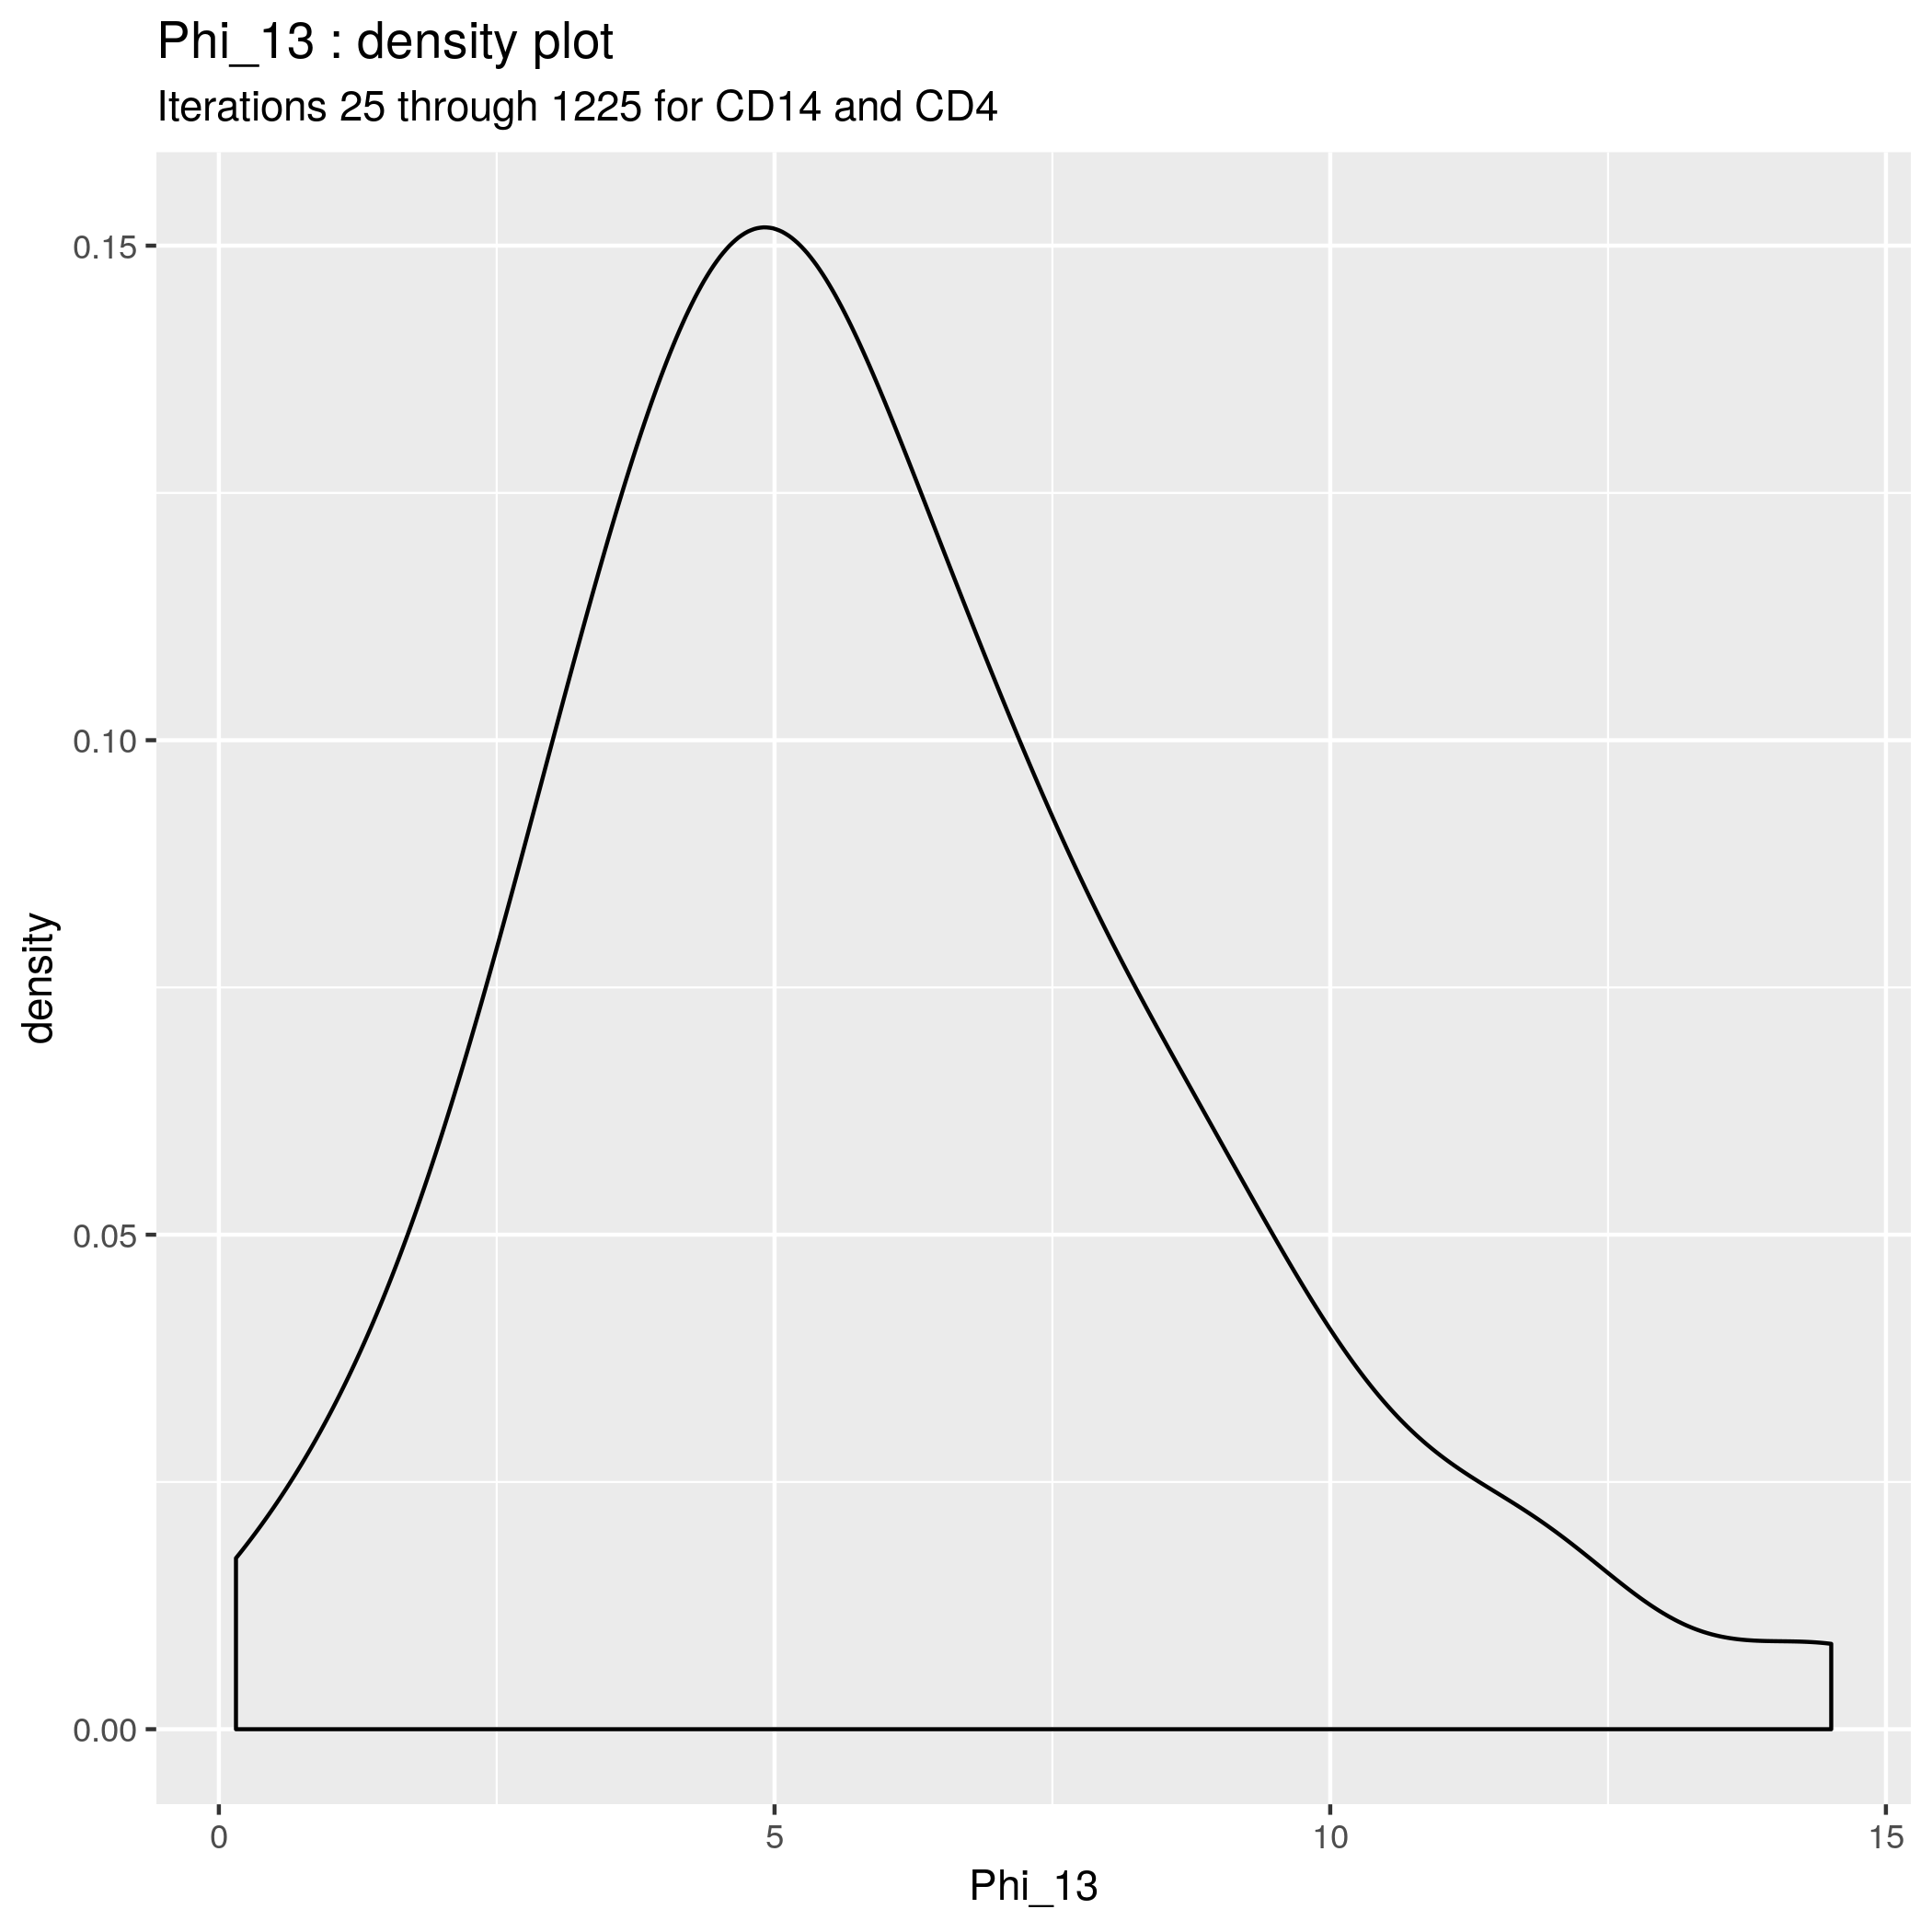 Phi_13 : density plot
Iterations 25 through 1225 for CD14 and CD4
0.15
0.10
0.05
0.00
density
0
5
10
15
Phi_13